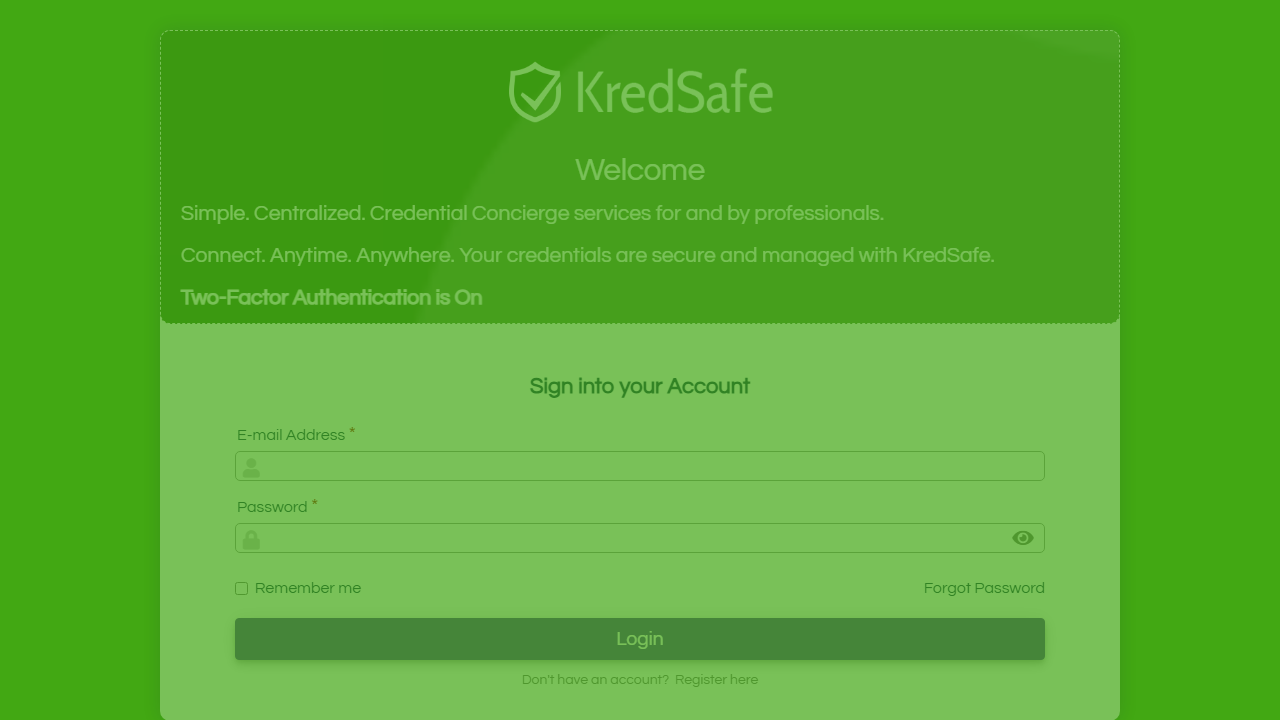 KredSafe
Welcome
Simple. Centralized. Credential Concierge services for and by professionals.
Connect. Anytime. Anywhere. Your credentials are secure and managed with KredSafe.
Two-Factor Authentication is On
Sign into your Account
E-mail Address *
Password *
Remember me
Forgot Password
Login
Don't have an account? Register here